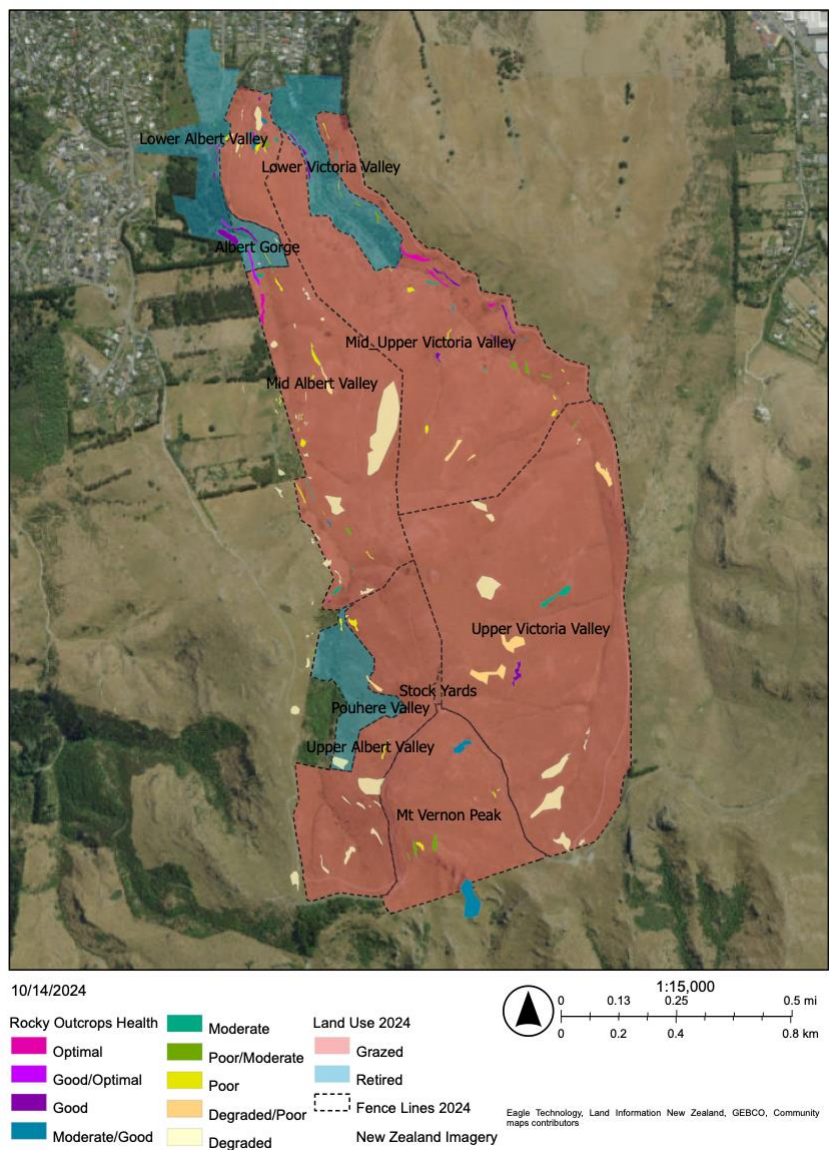 Lower Albert Valley
Lower Victoria Valley
Albert Gorge
Mid_Upper Victoria Valley
Mid Albert Valley
Upper Victoria Valley
Stock Yards
Pouhere Valley
Upper Albert Valley
Mt Vernon Peak
10/14/2024
Rocky Outcrops Health
Optimal
Good/Optimal
Good
Moderate/Good
Moderate
Poor/Moderate
Poor
Degraded/Poor
Degraded
Land Use 2024
Grazed
Retired
Fence Lines 2024
New Zealand Imagery
1:15,000
0 0.13 0.25 0.5 mi
0 0.2 0.4 0.8 km
Eagle Technology, Land Information New Zealand, GEBCO, Community
maps contributors